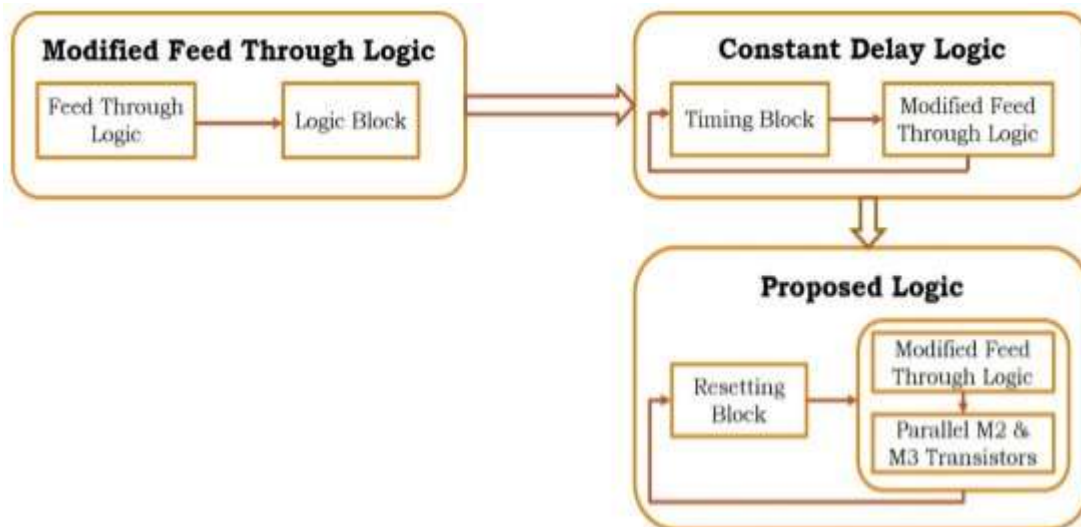 Modified Feed Through Logic
Feed Through
Logic
Logic Block
Constant Delay Logic
Timing Block
Modified Feed
Through Logic
Proposed Logic
Resetting
Block
Modified Feed
Through Logic
Parallel M2 &
M3 Transistors